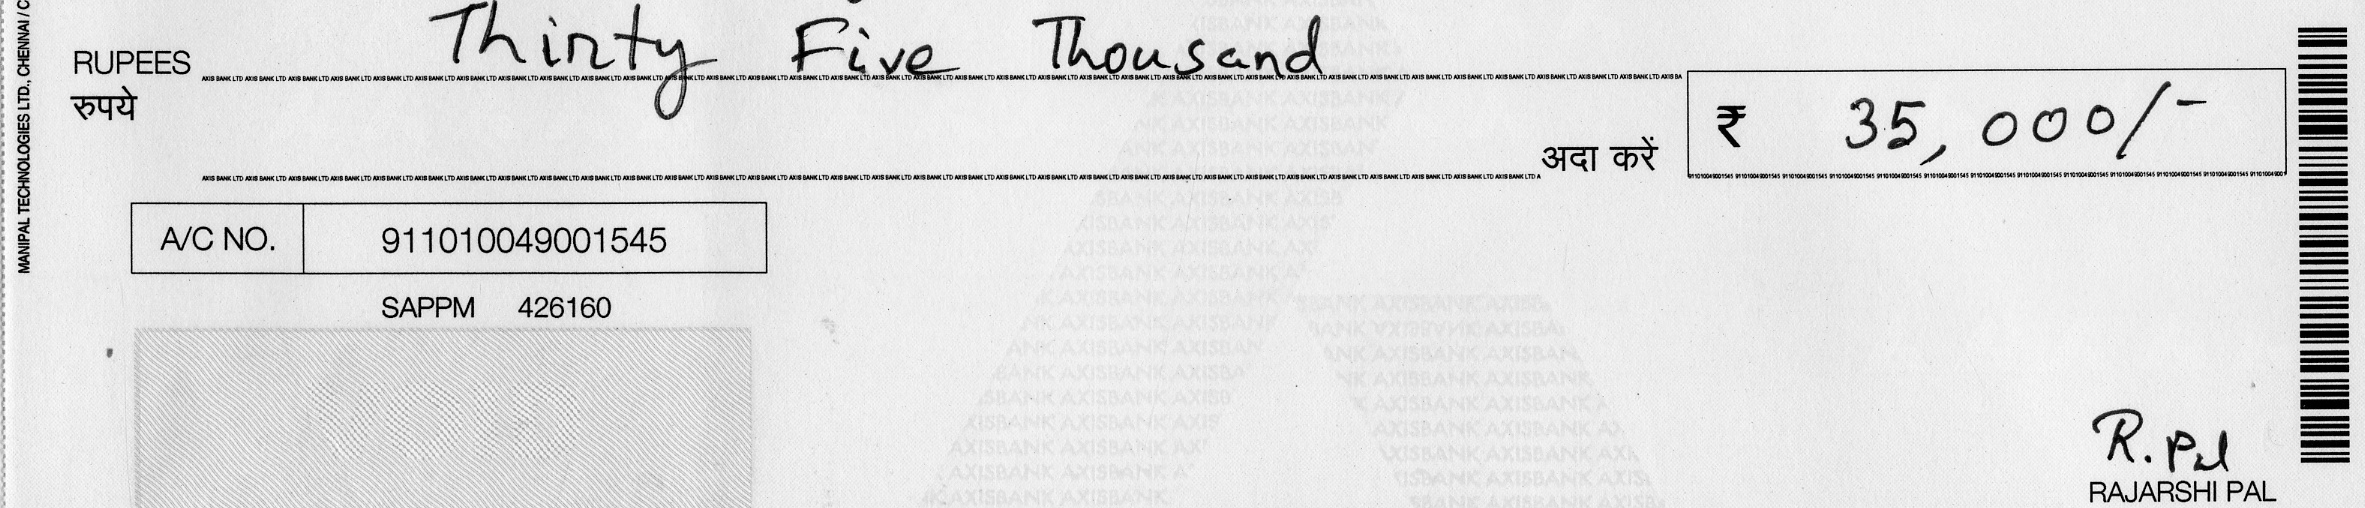 Thirty Five Thousand
RUPEES
रुपये
अदा करें
₹ 35,000/-
A/C NO. 911010049001545
SAPPM 426160
VOID
R. Pal
RAJARSHI PAL
MANIPAL TECHNOLOGIES LTD., CHENNAI / C